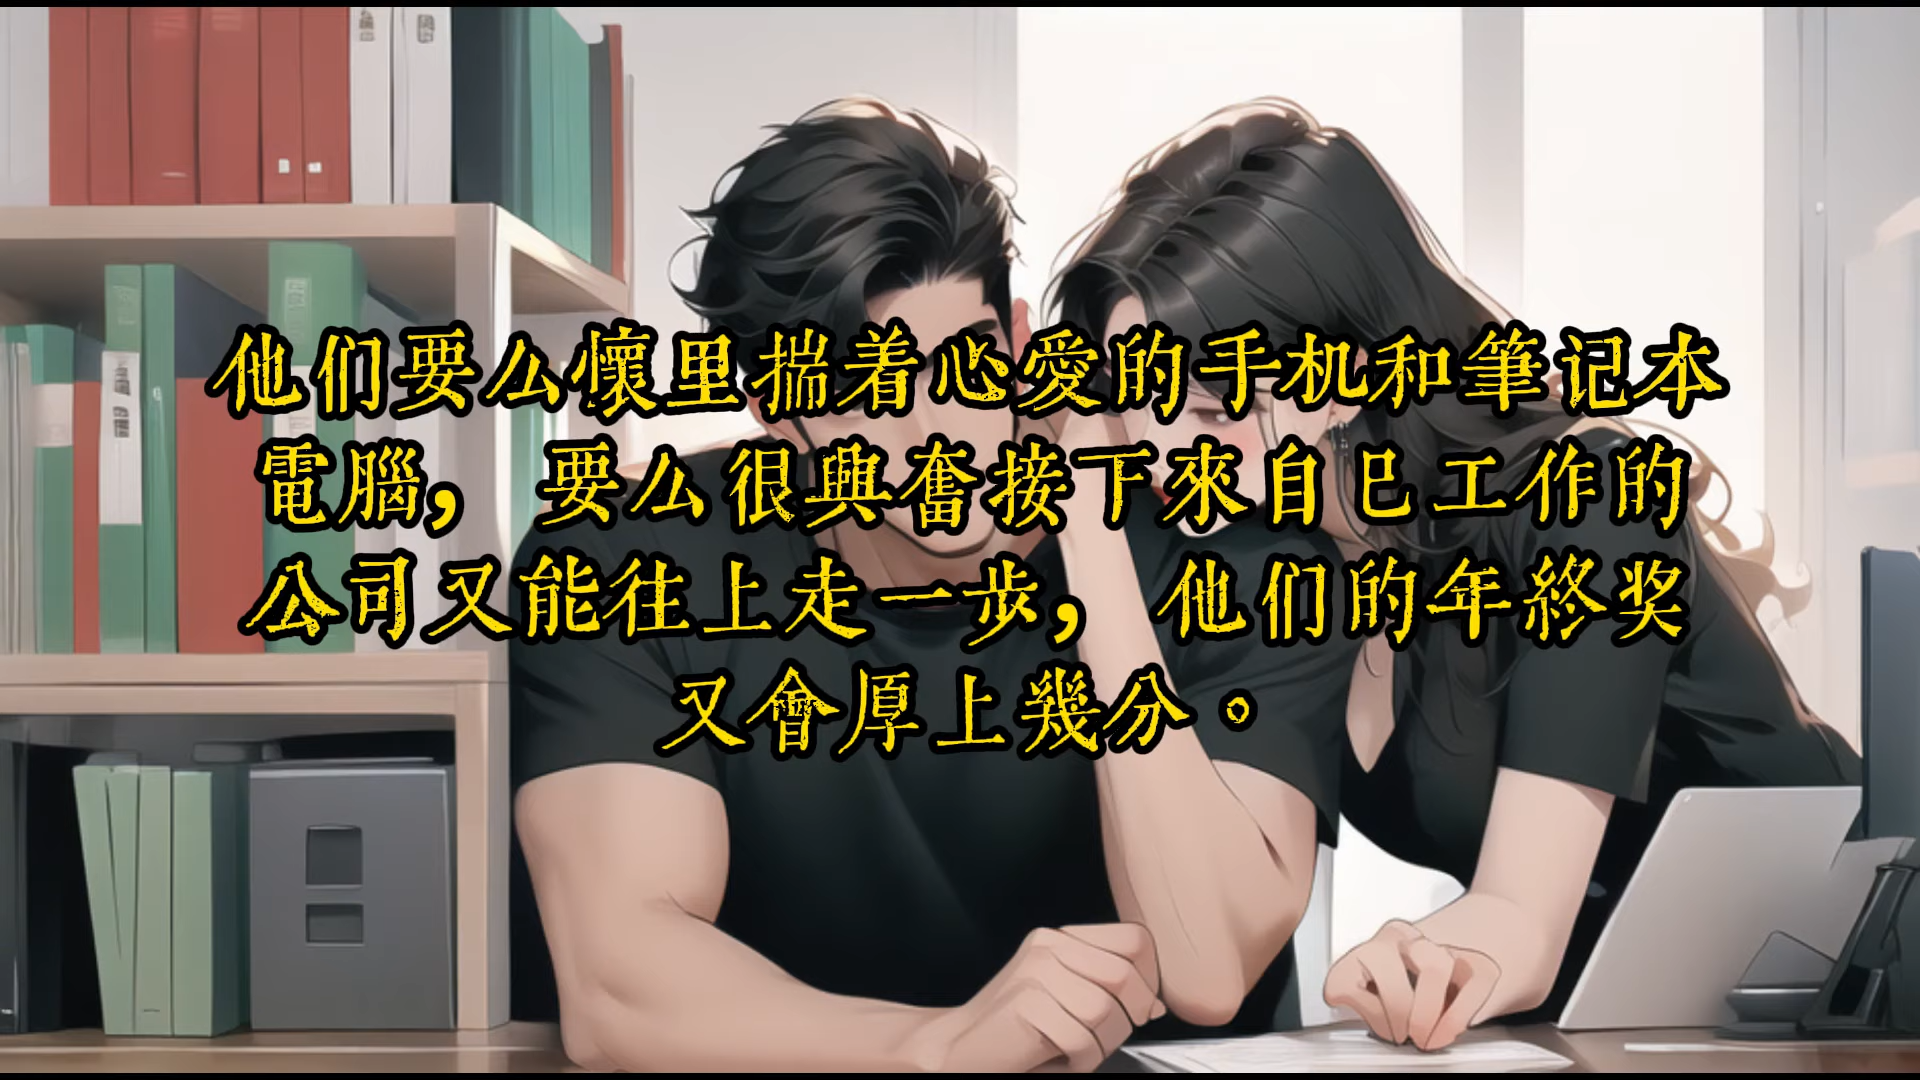 他们要么懷里揣着心愛的手机和筆记本
電腦，要么很興奮接下來自已工作的
公司又能往上走一步，他们的年終奖
又會厚上幾分。